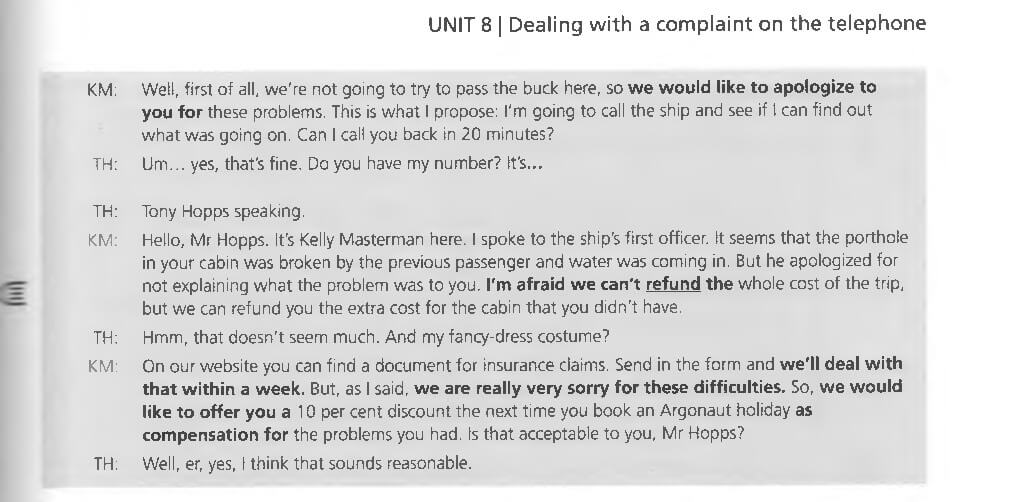 UNIT 8 | Dealing with a complaint on the telephone
KM: Well, first of all, we're not going to try to pass the buck here, so we would like to apologize to
you for these problems. This is what I propose: I'm going to call the ship and see if I can find out
what was going on. Can I call you back in 20 minutes?
TH: Um... yes, that's fine. Do you have my number? It's...
TH: Tony Hopps speaking.
KM: Hello, Mr Hopps. It's Kelly Masterman here. I spoke to the ship's first officer. It seems that the porthole
in your cabin was broken by the previous passenger and water was coming in. But he apologized for
not explaining what the problem was to you. I'm afraid we can't refund the whole cost of the trip,
but we can refund you the extra cost for the cabin that you didn't have.
TH: Hmm, that doesn't seem much. And my fancy-dress costume?
KM: On our website you can find a document for insurance claims. Send in the form and we'll deal with
that within a week. But, as I said, we are really very sorry for these difficulties. So, we would
like to offer you a 10 per cent discount the next time you book an Argonaut holiday as
compensation for the problems you had. Is that acceptable to you, Mr Hopps?
TH: Well, er, yes, I think that sounds reasonable.